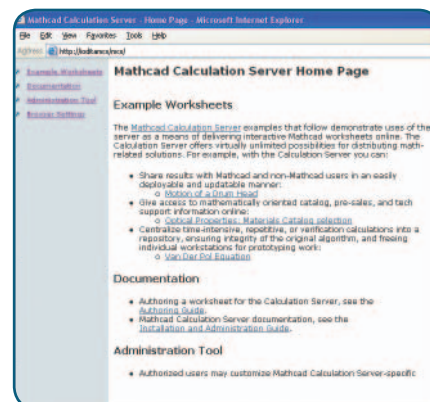 Mathcad Calculation Server - Home Page - Microsoft Internet Explorer
File Edit View Favorites Tools Help
Address http://koditamcs/mcs/
Example Worksheets
Documentation
Administration Tool
Browser Settings
Mathcad Calculation Server Home Page
Example Worksheets
The Mathcad Calculation Server examples that follow demonstrate uses of the
server as a means of delivering interactive Mathcad worksheets online. The
Calculation Server offers virtually unlimited possibilities for distributing math-
related solutions. For example, with the Calculation Server you can:
• Share results with Mathcad and non-Mathcad users in an easily
deployable and updatable manner:
o Motion of a Drum Head
• Give access to mathematically oriented catalog, pre-sales, and tech
support information online:
o Optical Properties: Materials Catalog selection
• Centralize time-intensive, repetitive, or verification calculations into a
repository, ensuring integrity of the original algorithm, and freeing
individual workstations for prototyping work:
o Van Der Pol Equation
Documentation
• Authoring a worksheet for the Calculation Server, see the
Authoring Guide.
• Mathcad Calculation Server documentation, see the
Installation and Administration Guide.
Administration Tool
• Authorized users may customize Mathcad Calculation Server-specific